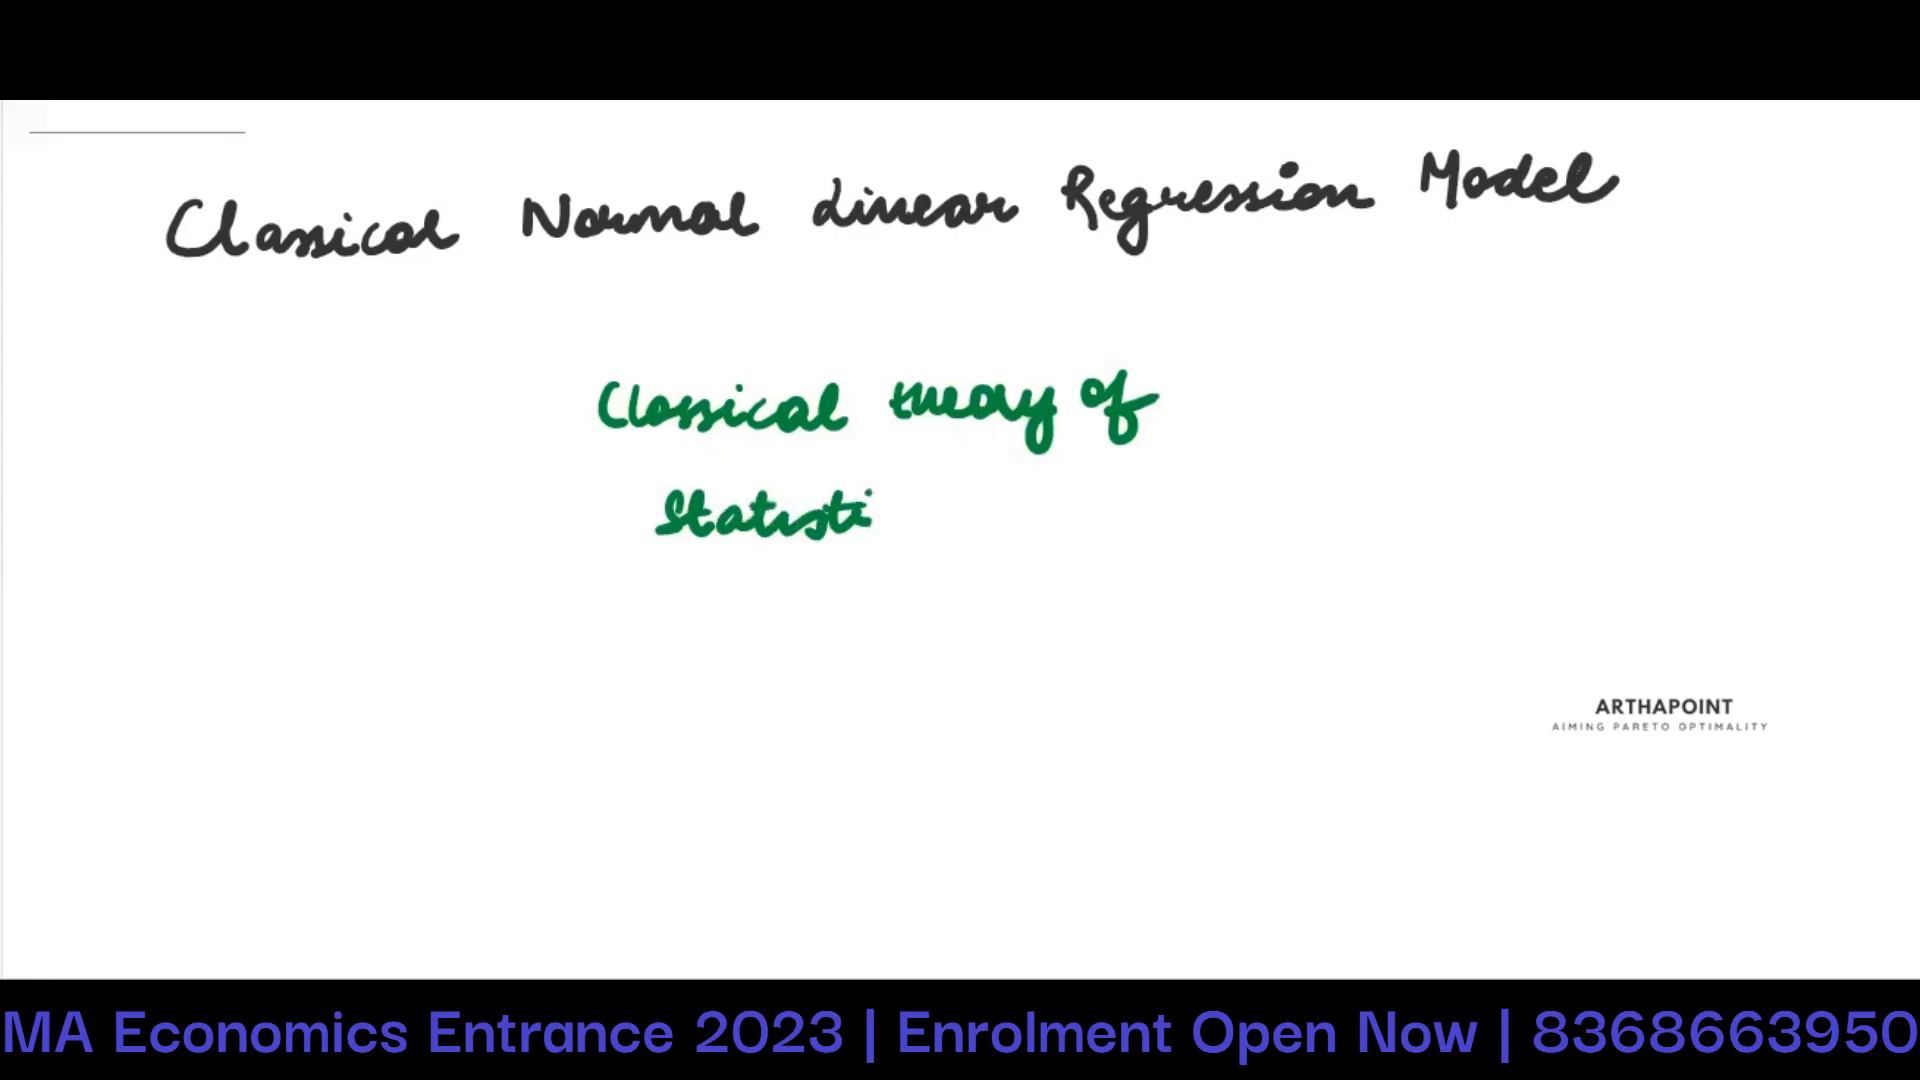 Classical Normal Linear Regression Model
Classical theory of
Statisti
ARTHAPOINT
AIMING PARETO OPTIMALITY
MA Economics Entrance 2023 | Enrolment Open Now | 8368663950